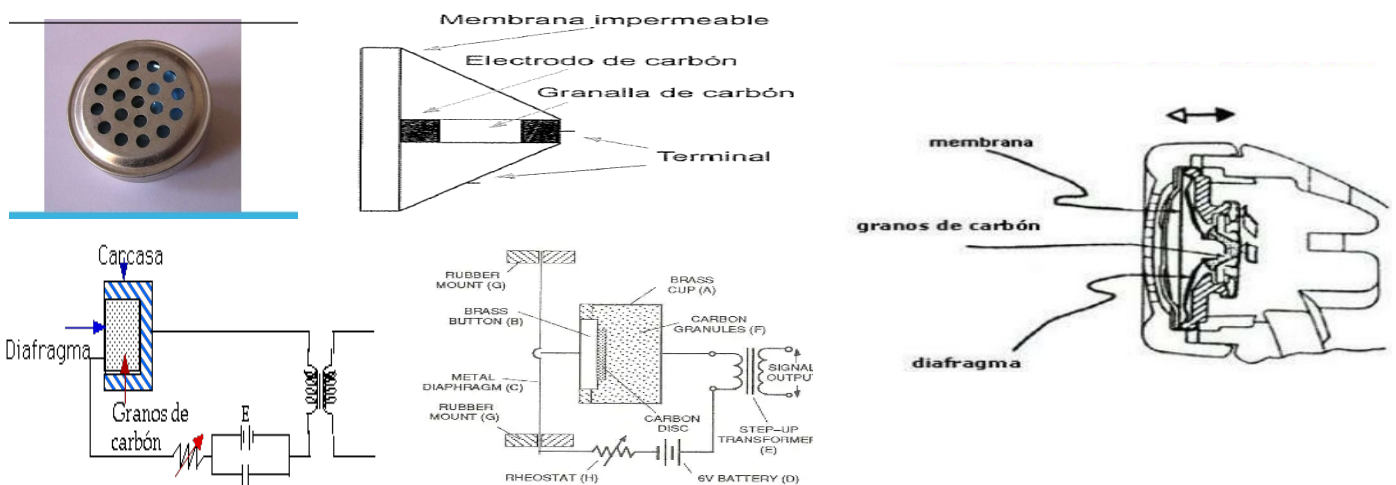 Membrana impermeable
Electrodo de carbón
Granalla de carbón
Terminal
membrana
granos de carbón
diafragma
Carcasa
Diafragma
Granos de
carbón
E
RUBBER
MOUNT (G)
BRASS
CUP (A)
BRASS
BUTTON (B)
CARBON
GRANULES (F)
METAL
DIAPHRAGM (C)
SIGNAL
OUTPUT
RUBBER
MOUNT (G)
CARBON
DISC
STEP-UP
TRANSFORMER
(E)
RHEOSTAT (H)
6V BATTERY (D)